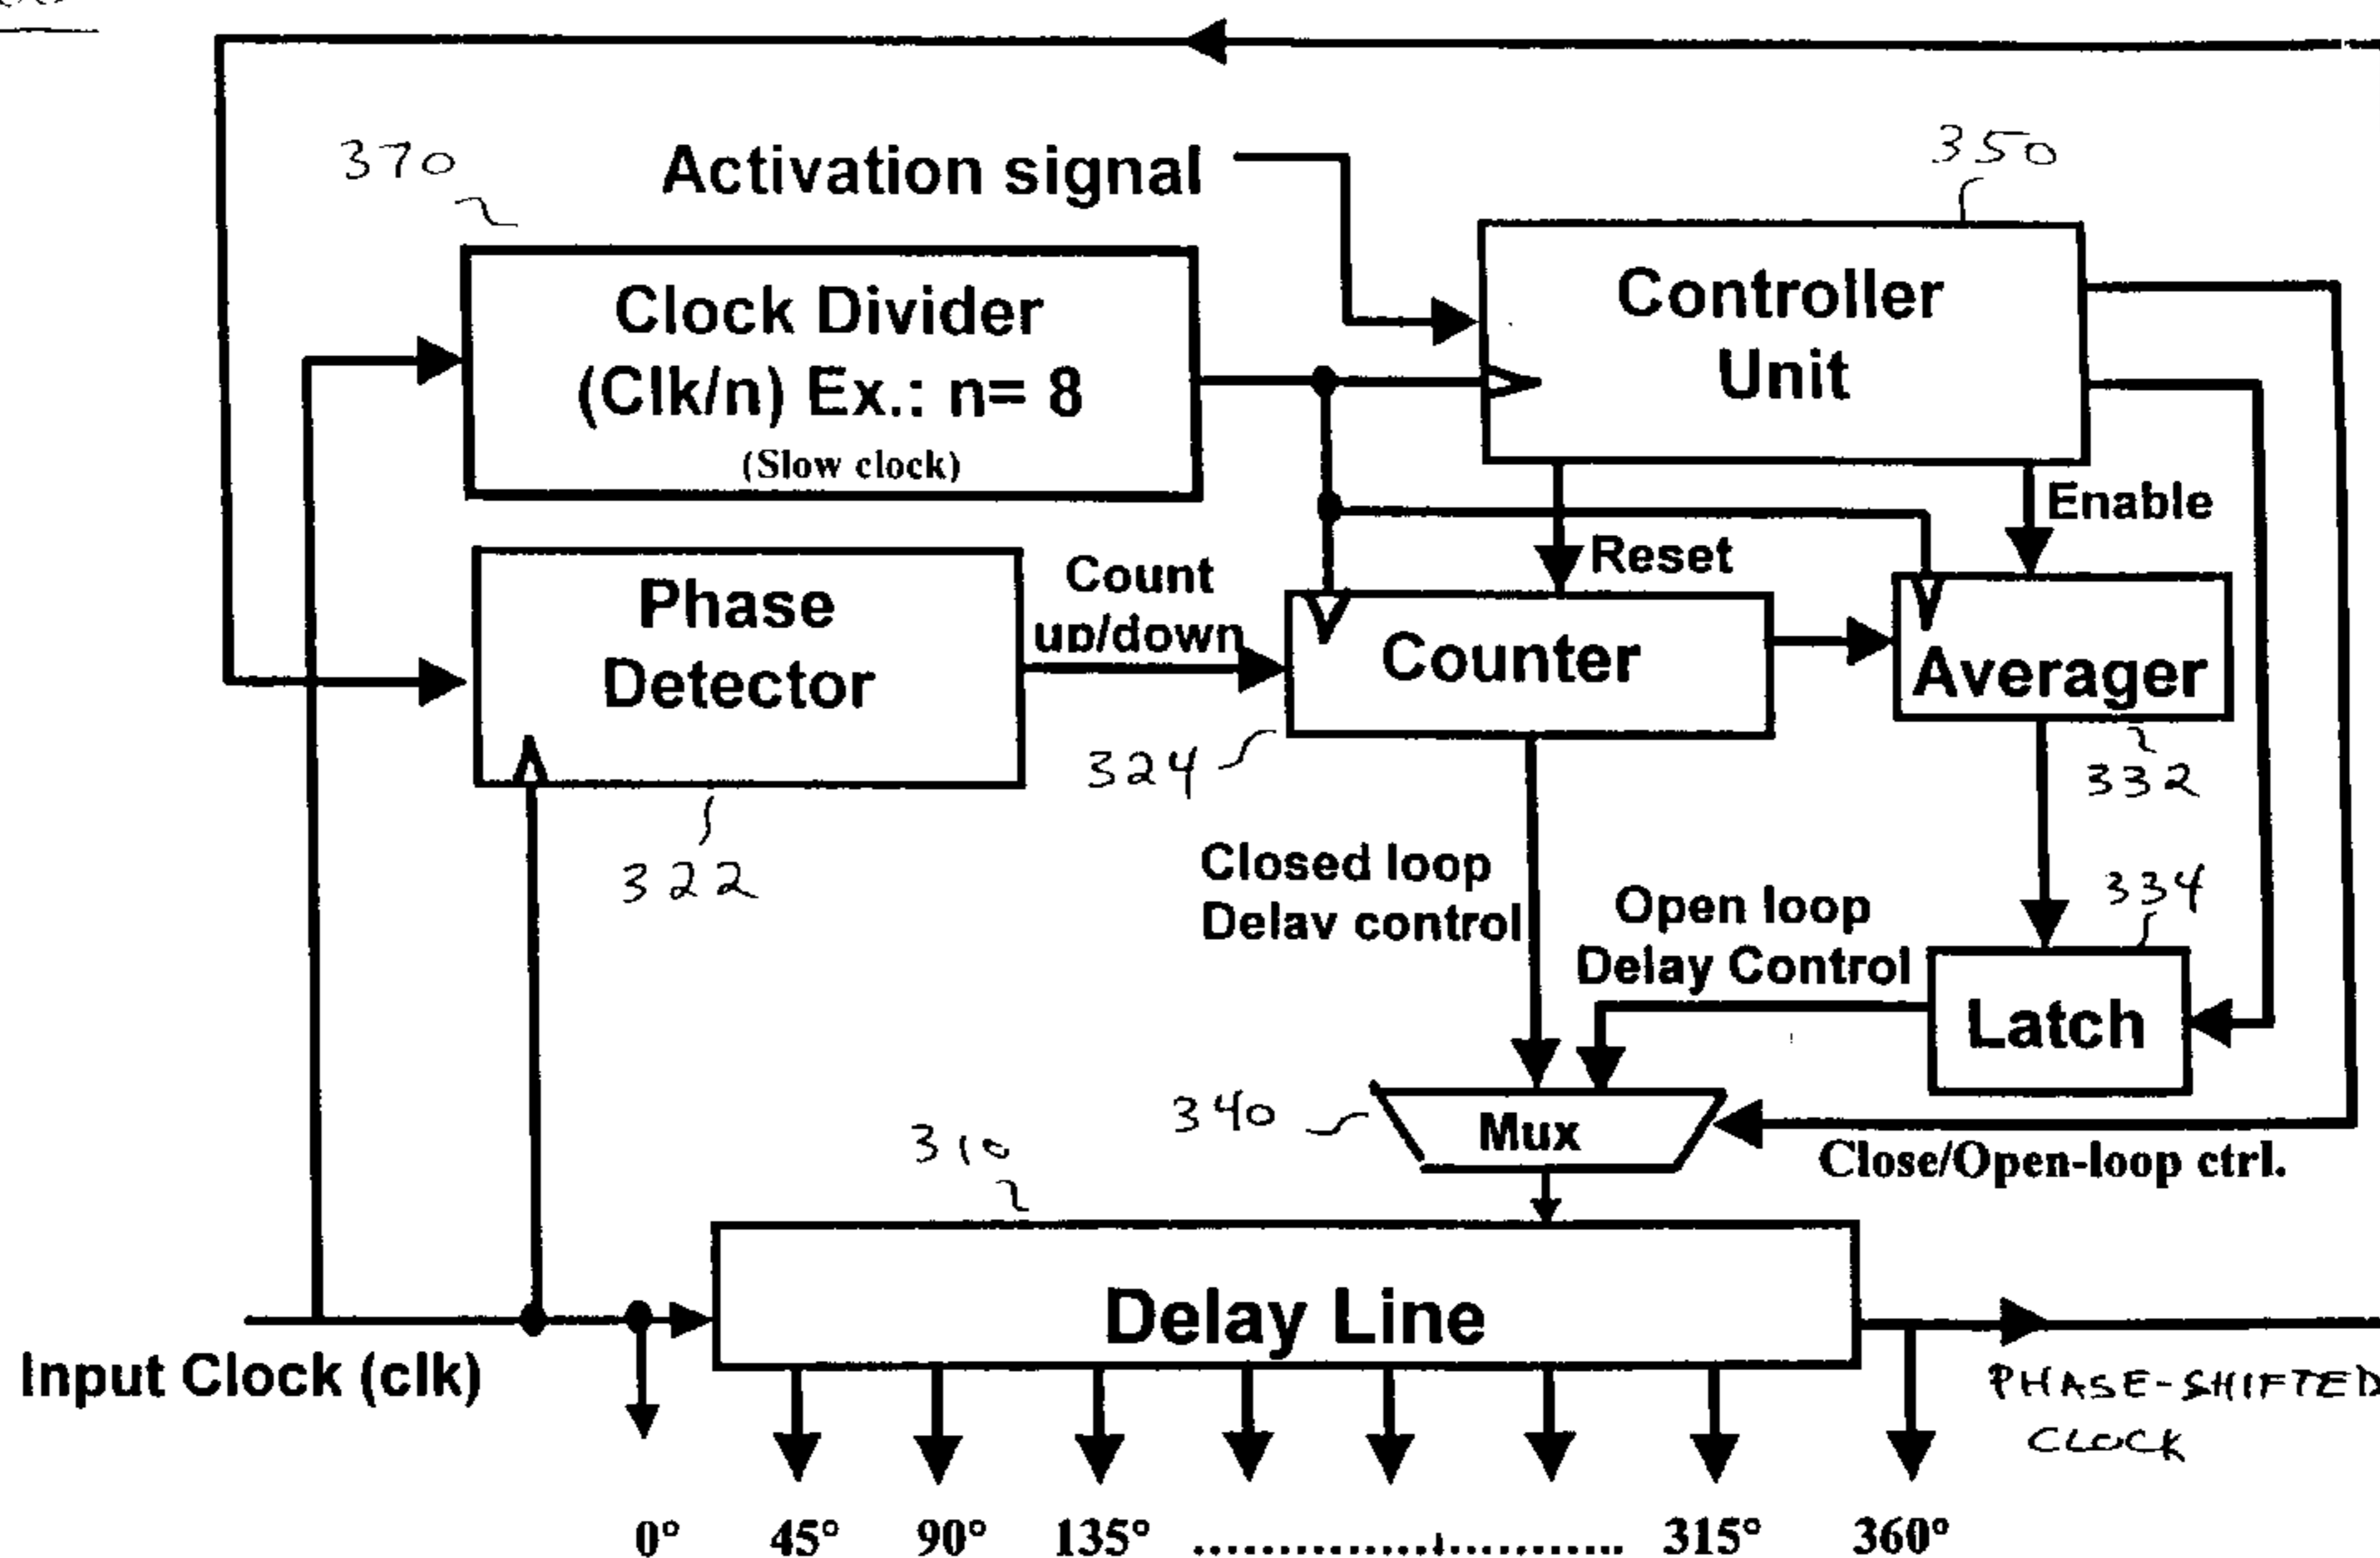 370
Activation signal
350
Clock Divider
(Clk/n) Ex.: n= 8
(Slow clock)
Controller
Unit
Enable
Reset
Phase
Detector
Count
up/down
Counter
Averager
324
332
322
Closed loop
Delay control
Open loop
Delay Control
334
Latch
340
Mux
310
Close/Open-loop ctrl.
Delay Line
Input Clock (clk)
PHASE-SHIFTED
CLOCK
0° 45° 90° 135° ........................ 315° 360°